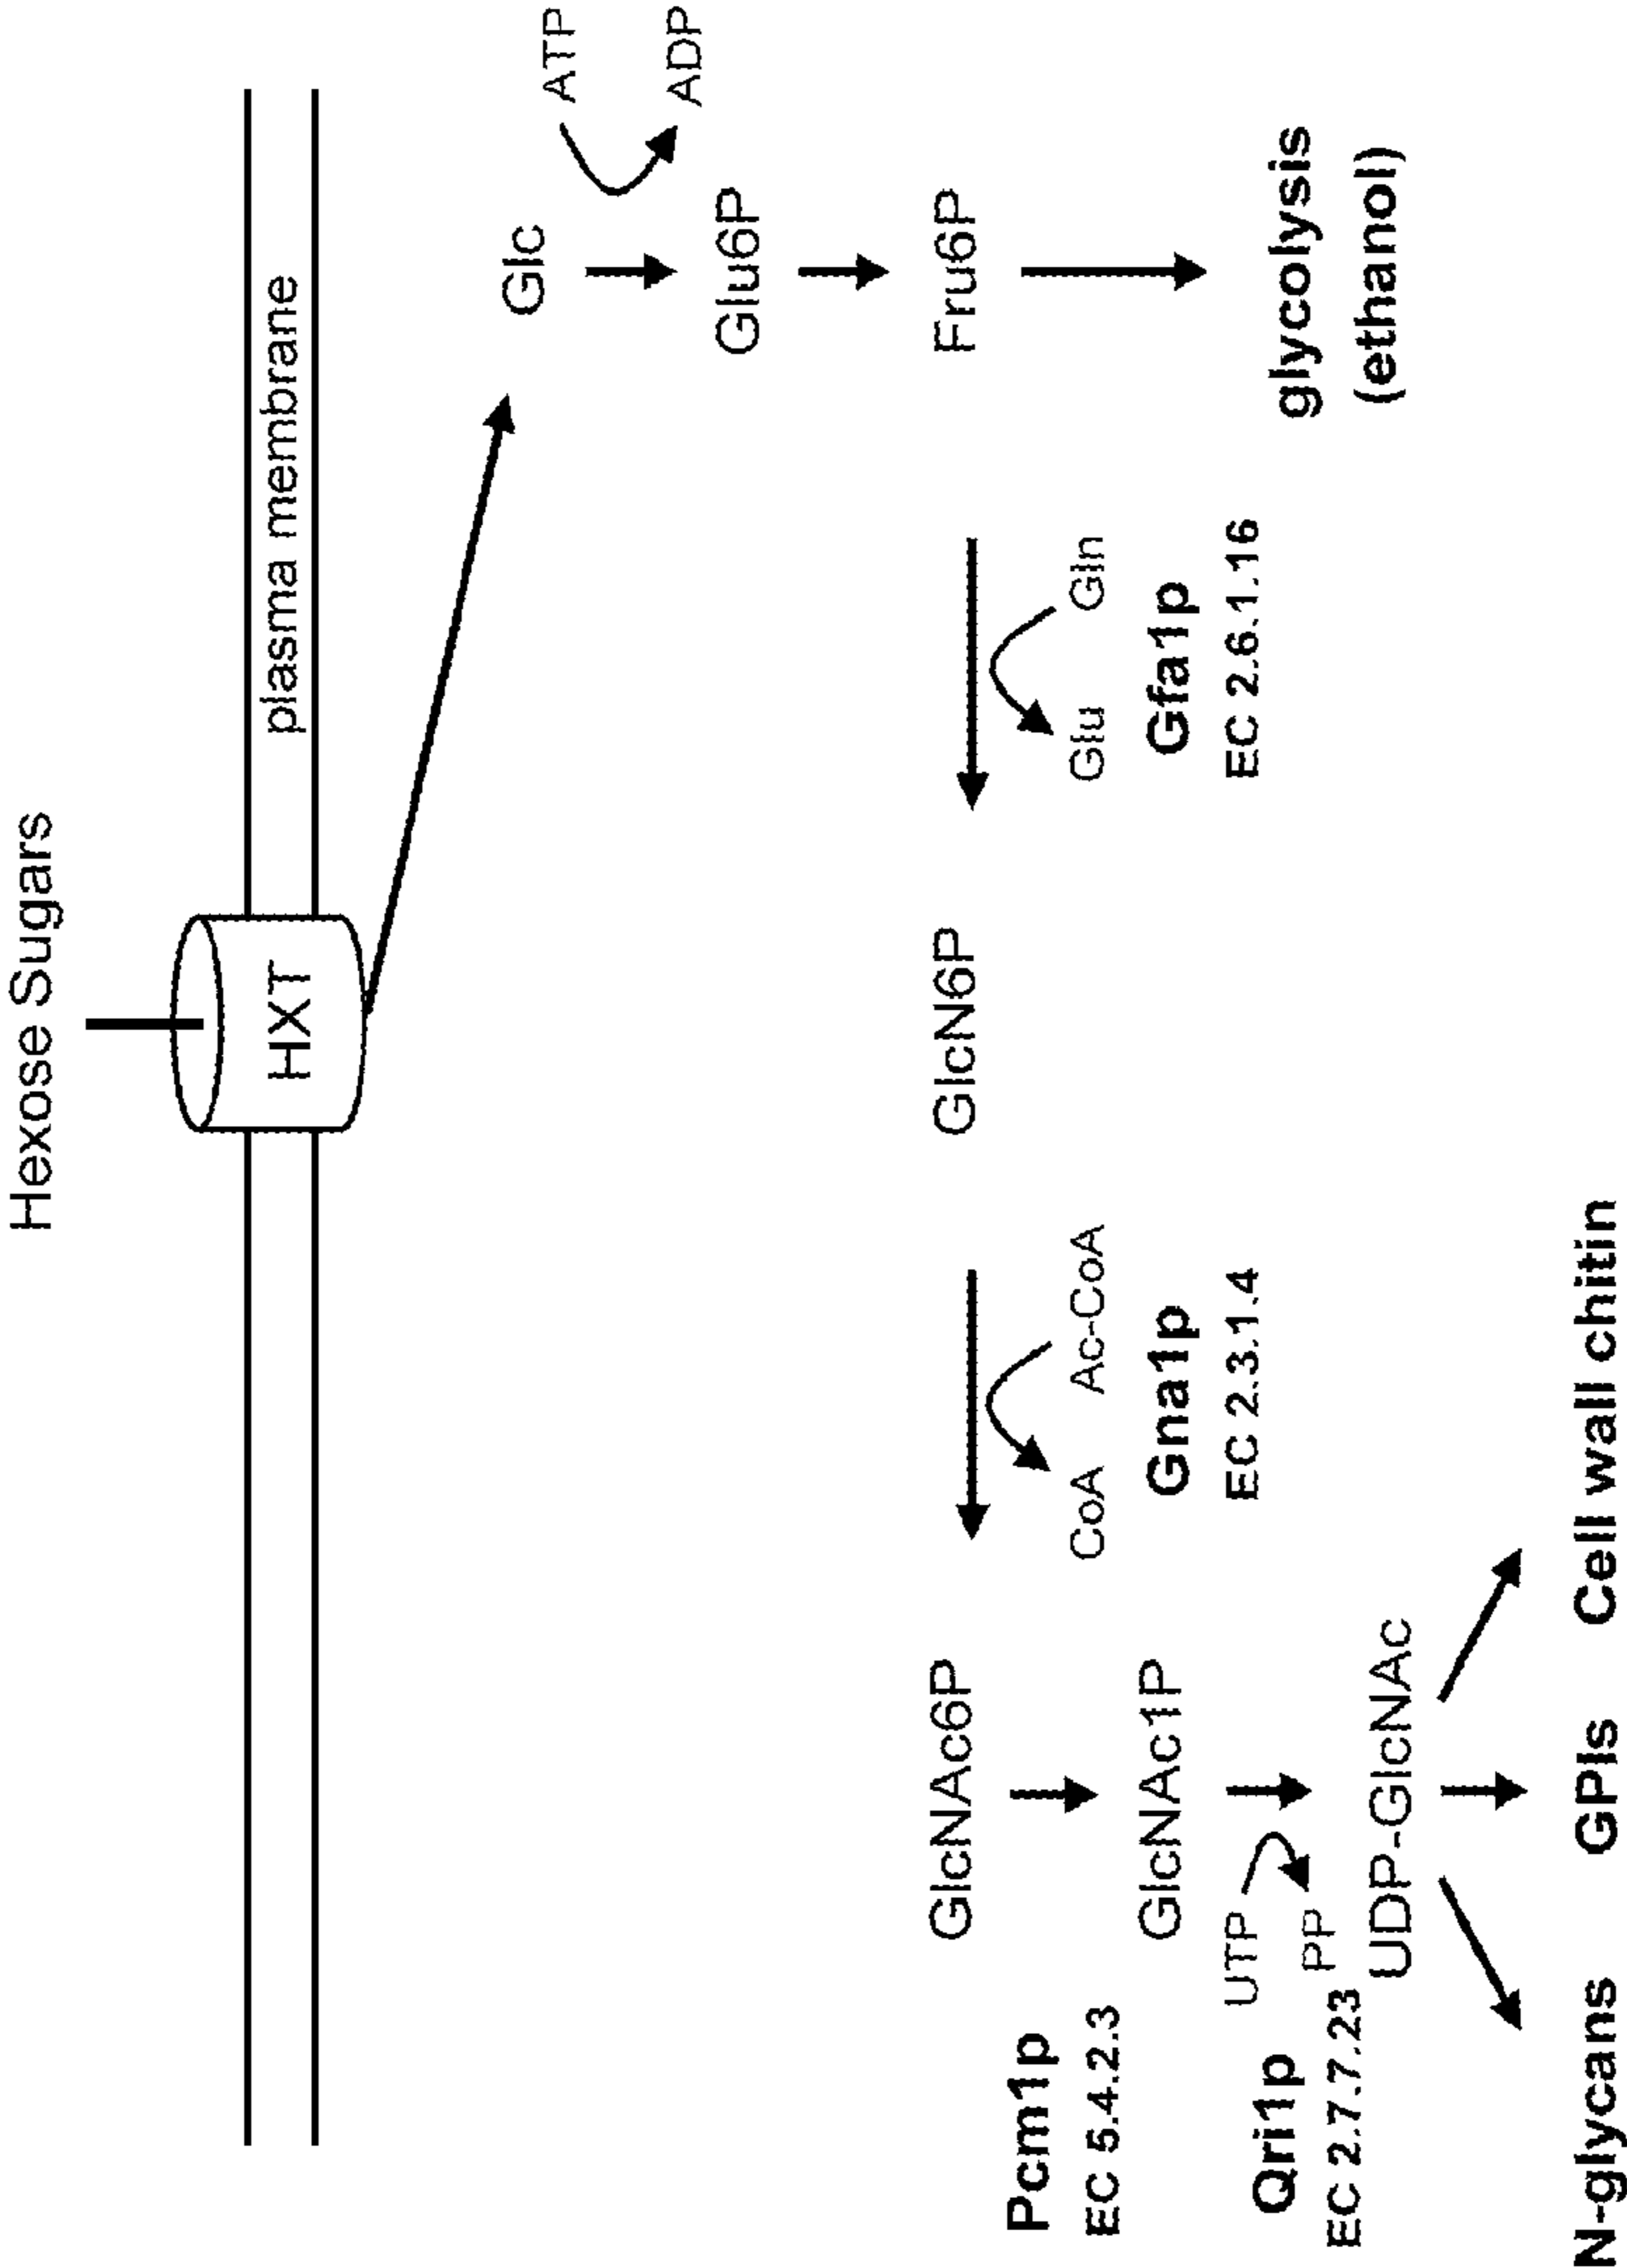 Hexose Sugars
HXT
plasma membrane
Glc
ATP
ADP
Glu6P
Fru6P
glycolysis
(ethanol)
Glu Gln
Gfa1p
EC 2.6.1.16
GlcN6P
CoA Ac-CoA
Gna1p
EC 2.3.1.4
GlcNAc6P
Pcm1p
EC 5.4.2.3
GlcNAc1P
UTP
PP
Qri1p
EC 2.7.7.23
UDP-GlcNAc
N-glycans GPIs Cell wall chitin